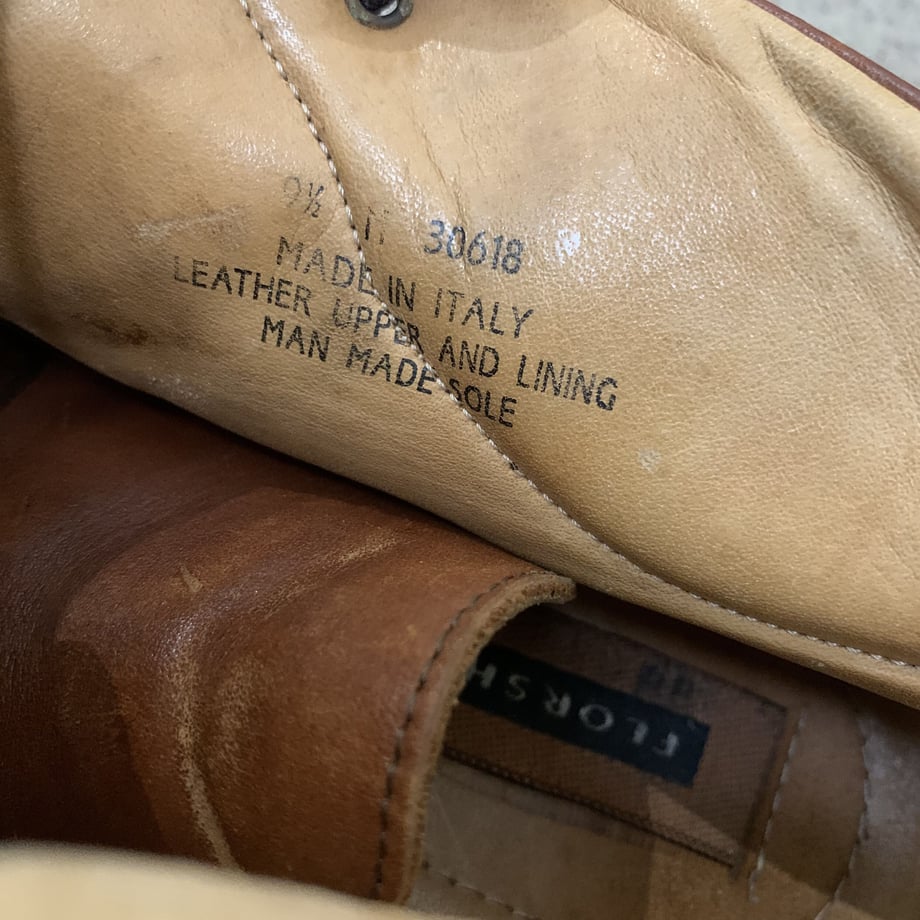 9½ 30618
MADE IN ITALY
LEATHER UPPER AND LINING
MAN MADE SOLE
FLORSH